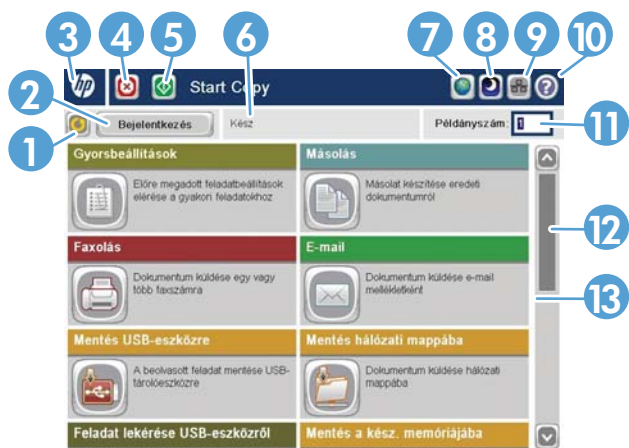 3
4
5
6
7
8
9
10
hp
Start Copy
?
2
Bejelentkezés
Kész
Példányszám:
1
11
1
Gyorsbeállítások
Másolás
Előre megadott feladatbeállítások
elérése a gyakori feladatokhoz
Másolat készítése eredeti
dokumentumról
12
Faxolás
E-mail
Dokumentum küldése egy vagy
több faxszámra
Dokumentum küldése e-mail
mellékletként
13
Mentés USB-eszközre
Mentés hálózati mappába
A beolvasott feladat mentése USB-
tárolóeszközre
Dokumentum küldése hálózati
mappába
Feladat lekérése USB-eszközről
Mentés a kész. memóriájába